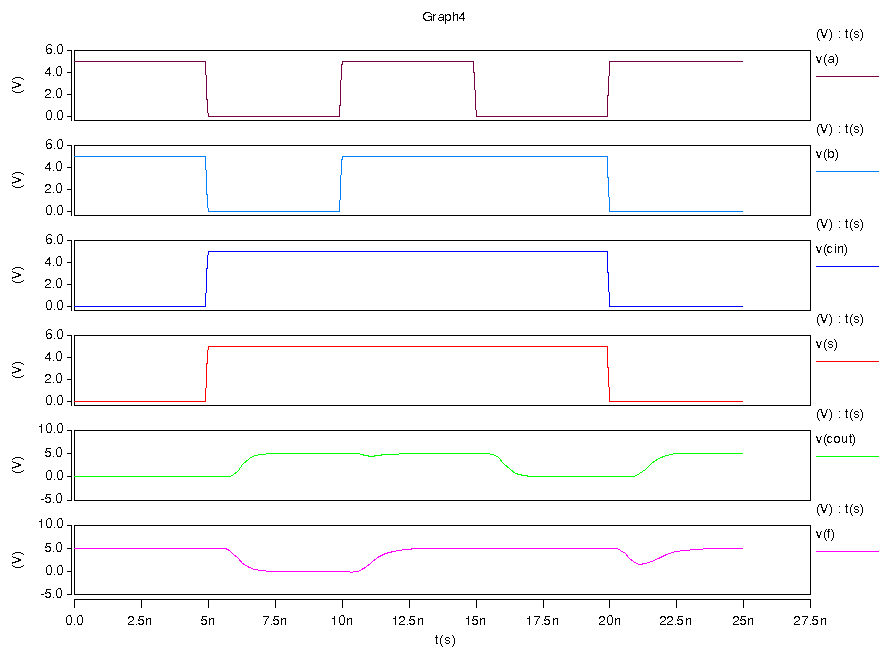 Graph4
(V) : t(s)
6.0
v(a)
4.0
(V)
2.0
0.0
(V) : t(s)
6.0
v(b)
4.0
(V)
2.0
0.0
(V) : t(s)
6.0
v(cin)
4.0
(V)
2.0
0.0
(V) : t(s)
6.0
v(s)
4.0
(V)
2.0
0.0
(V) : t(s)
10.0
v(cout)
5.0
(V)
0.0
-5.0
(V) : t(s)
10.0
v(f)
5.0
(V)
0.0
-5.0
0.0 2.5n 5n 7.5n 10n 12.5n 15n 17.5n 20n 22.5n 25n 27.5n
t(s)